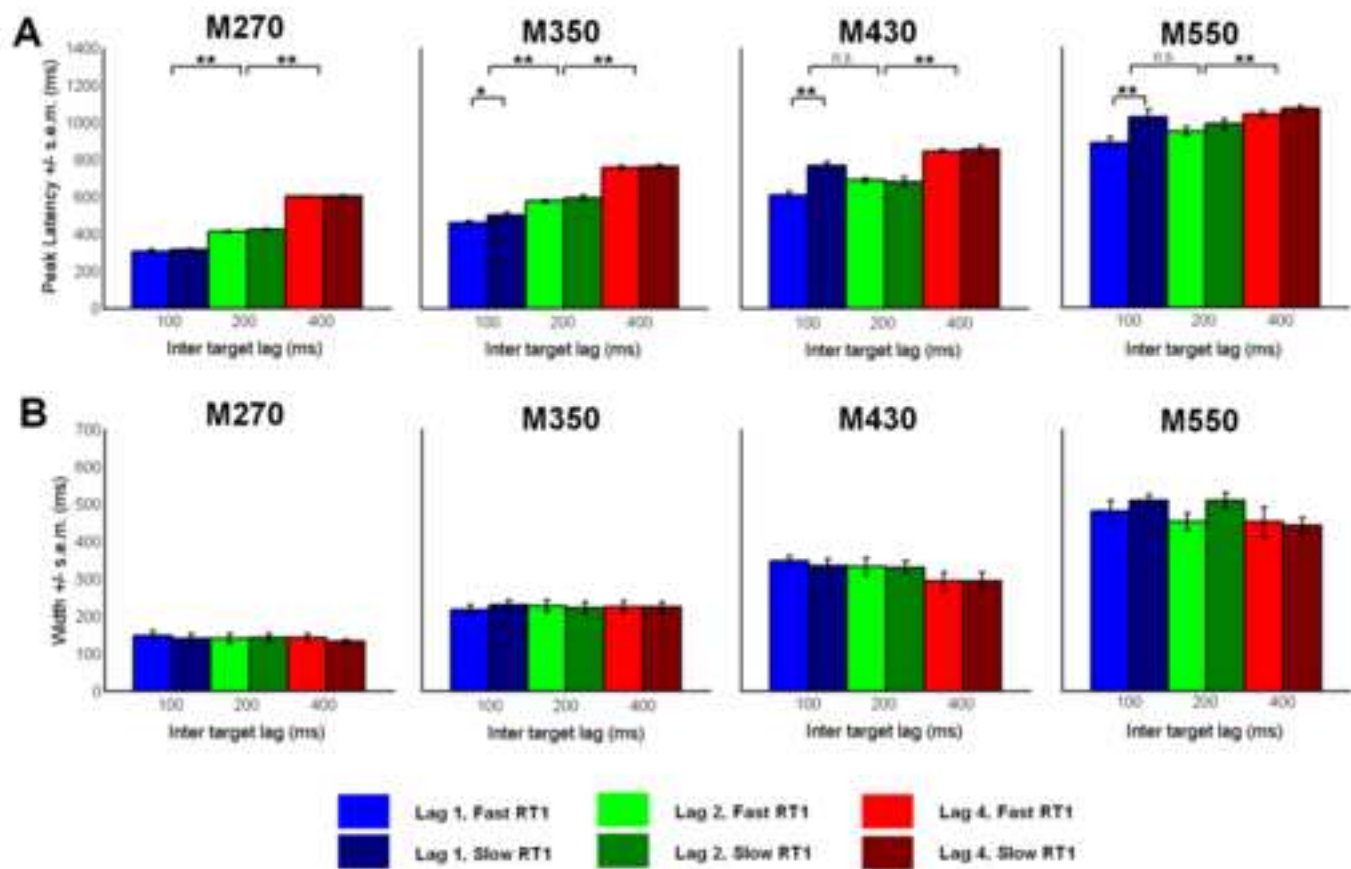 A
M270
M350
M430
M550
1400
1200
1000
800
600
400
200
0
Peak Latency +/- s.e.m. (ms)
** **
** **
*
n.s. **
**
n.s. **
**
100 200 400
100 200 400
100 200 400
100 200 400
Inter target lag (ms)
Inter target lag (ms)
Inter target lag (ms)
Inter target lag (ms)
B
M270
M350
M430
M550
700
600
500
400
300
200
100
0
Width +/- s.e.m. (ms)
100 200 400
100 200 400
100 200 400
100 200 400
Inter target lag (ms)
Inter target lag (ms)
Inter target lag (ms)
Inter target lag (ms)
Lag 1, Fast RT1
Lag 2, Fast RT1
Lag 4, Fast RT1
Lag 1, Slow RT1
Lag 2, Slow RT1
Lag 4, Slow RT1